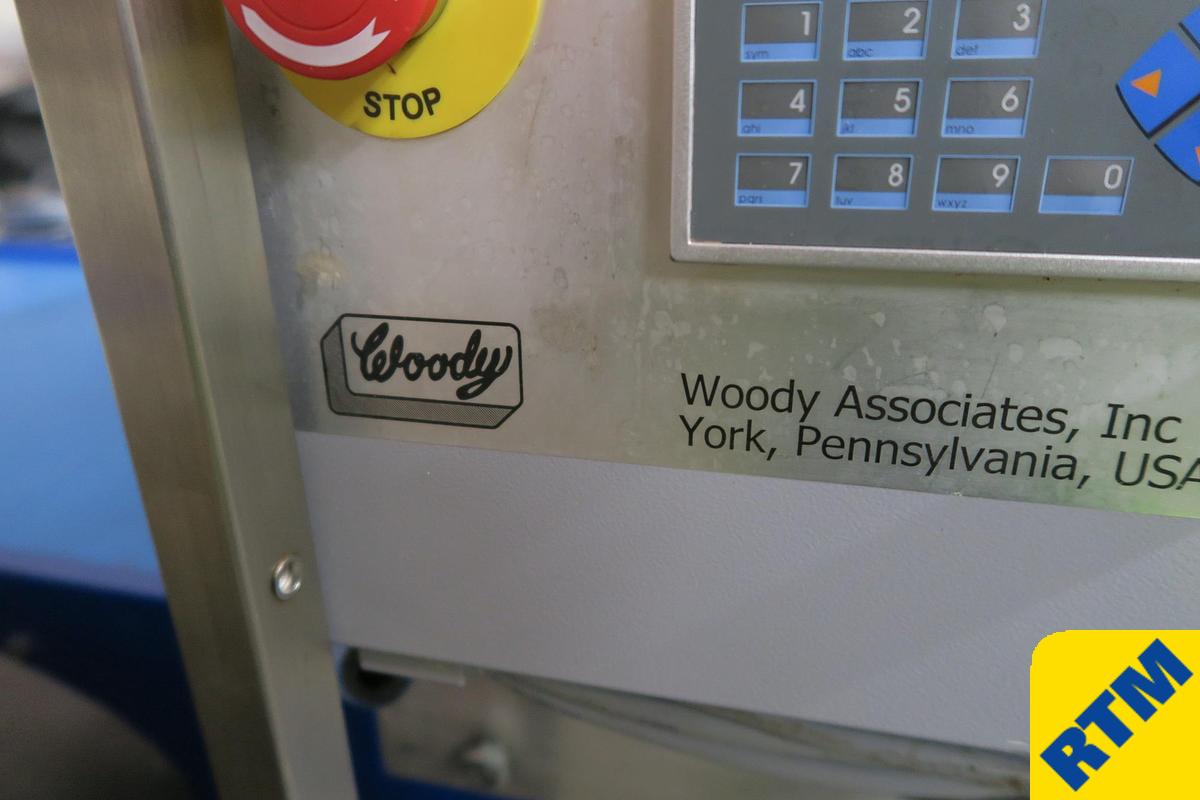 STOP
1
sym
2
abc
3
def
4
ghi
5
jkl
6
mno
7
pqrs
8
tuv
9
wxyz
0
Woody
Woody Associates, Inc
York, Pennsylvania, USA
RTM